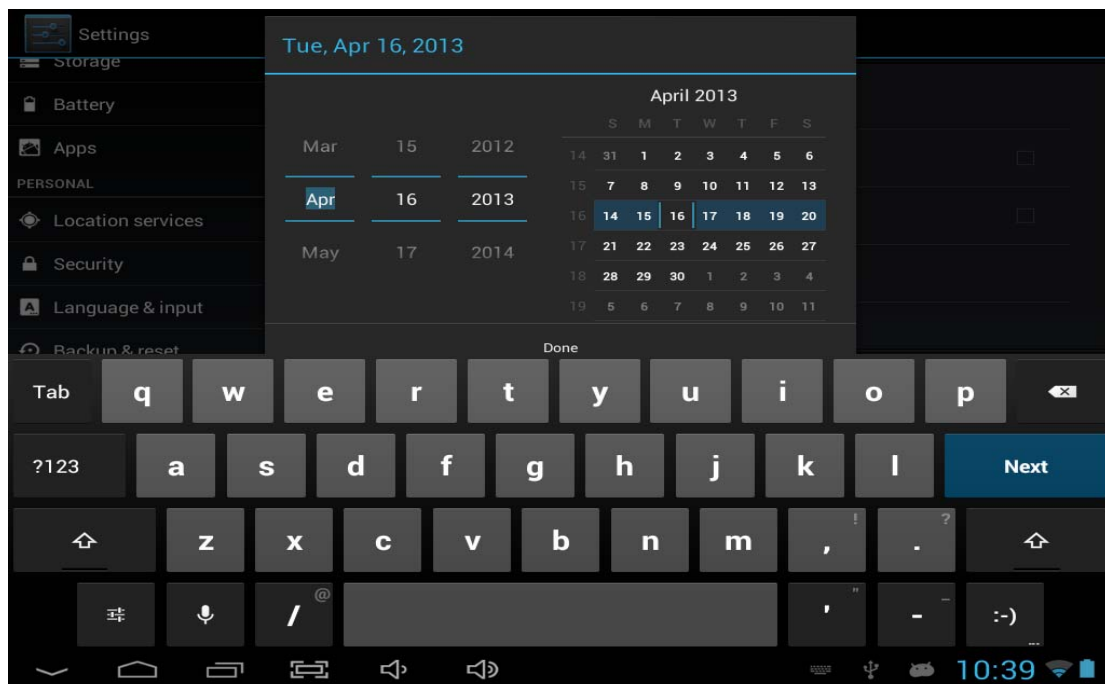 Settings
Tue, Apr 16, 2013
Storage
Battery
Apps
PERSONAL
Location services
Security
Language & input
Backup & reset
Mar 15 2012
Apr 16 2013
May 17 2014
April 2013
S M T W T F S
14 31 1 2 3 4 5 6
15 7 8 9 10 11 12 13
16 14 15 16 17 18 19 20
17 21 22 23 24 25 26 27
18 28 29 30 1 2 3 4
19 5 6 7 8 9 10 11
Done
Tab q w e r t y u i o p
?123 a s d f g h j k l Next
z x c v b n m , ! . ?
/ @ ' " - _ :-) ...
10:39